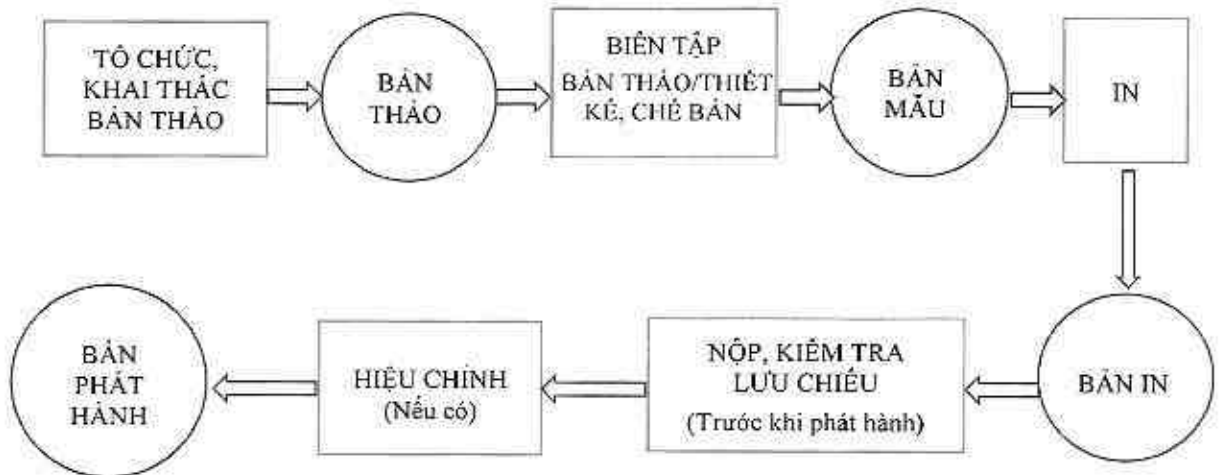 TỔ CHỨC,
KHAI THÁC
BẢN THẢO
BẢN
THẢO
BIÊN TẬP
BẢN THẢO/THIẾT
KẾ, CHẾ BẢN
BẢN
MẪU
IN
BẢN IN
NỘP, KIỂM TRA
LƯU CHIỂU
(Trước khi phát hành)
HIỆU CHỈNH
(Nếu có)
BẢN
PHÁT
HÀNH